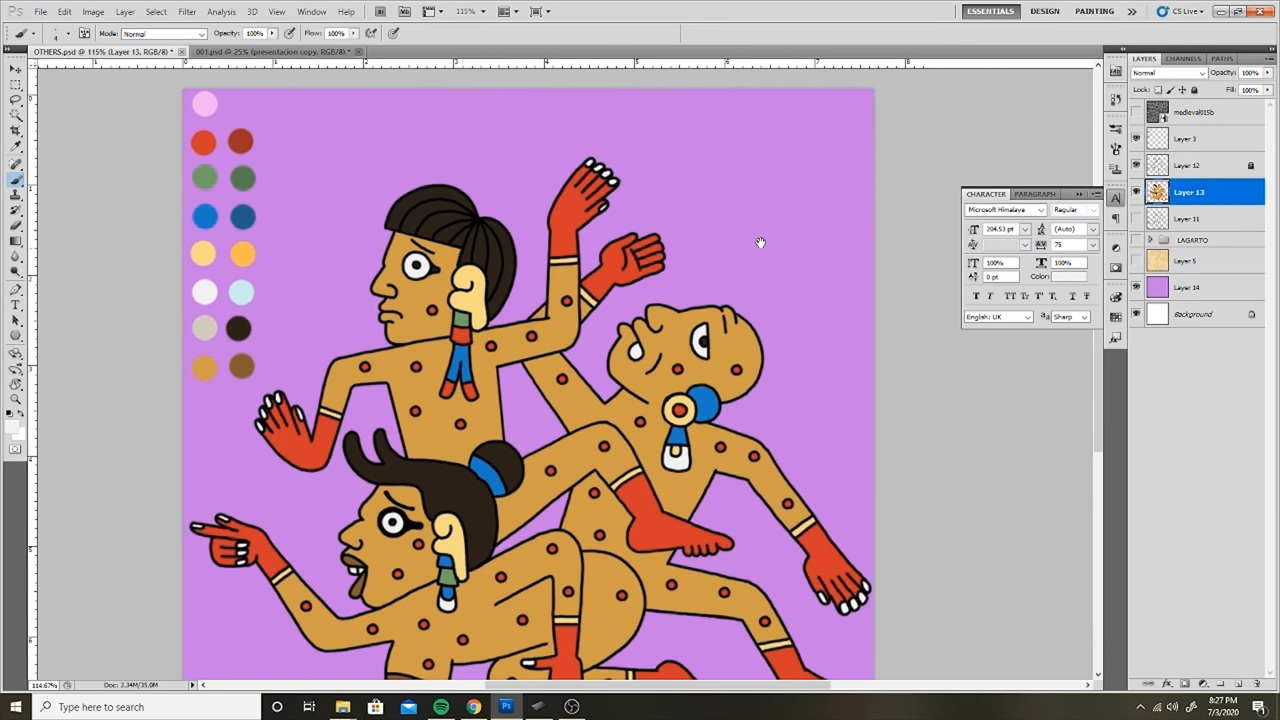 Ps File Edit Image Layer Select Filter Analysis 3D View Window Help 115% ESSENTIALS DESIGN PAINTING CS Live
Mode: Normal Opacity: 100% Flow: 100%
OTHERS.psd @ 115% (Layer 13, RGB/8) * 001.psd @ 25% (presentacion copy, RGB/8) *
LAYERS CHANNELS PATHS
Normal Opacity: 100%
Lock: Fill: 100%
medieval015b
Layer 3
Layer 12
Layer 13
Layer 11
LAGARTO
Layer 5
Layer 14
Background
CHARACTER PARAGRAPH
Microsoft Himalaya Regular
204.53 pt (Auto)
75
100% 100%
0 pt Color:
English: UK Sharp
114.67% Doc: 2.34M/35.0M
Type here to search
8:27 PM
7/3/2020